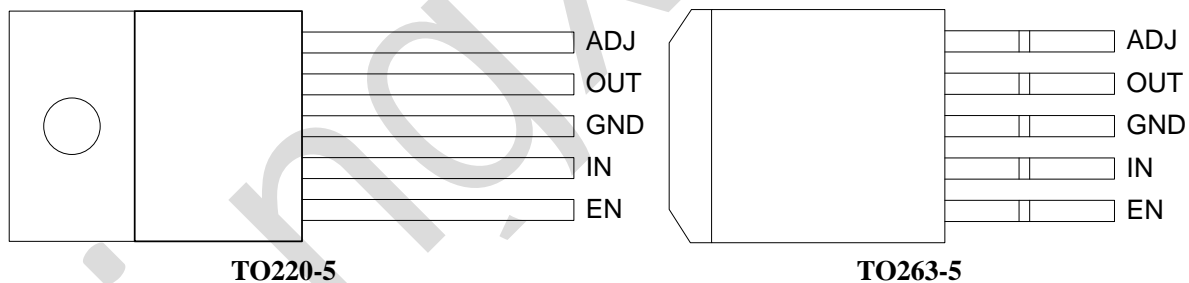 ADJ
OUT
GND
IN
EN
TO220-5
ADJ
OUT
GND
IN
EN
TO263-5